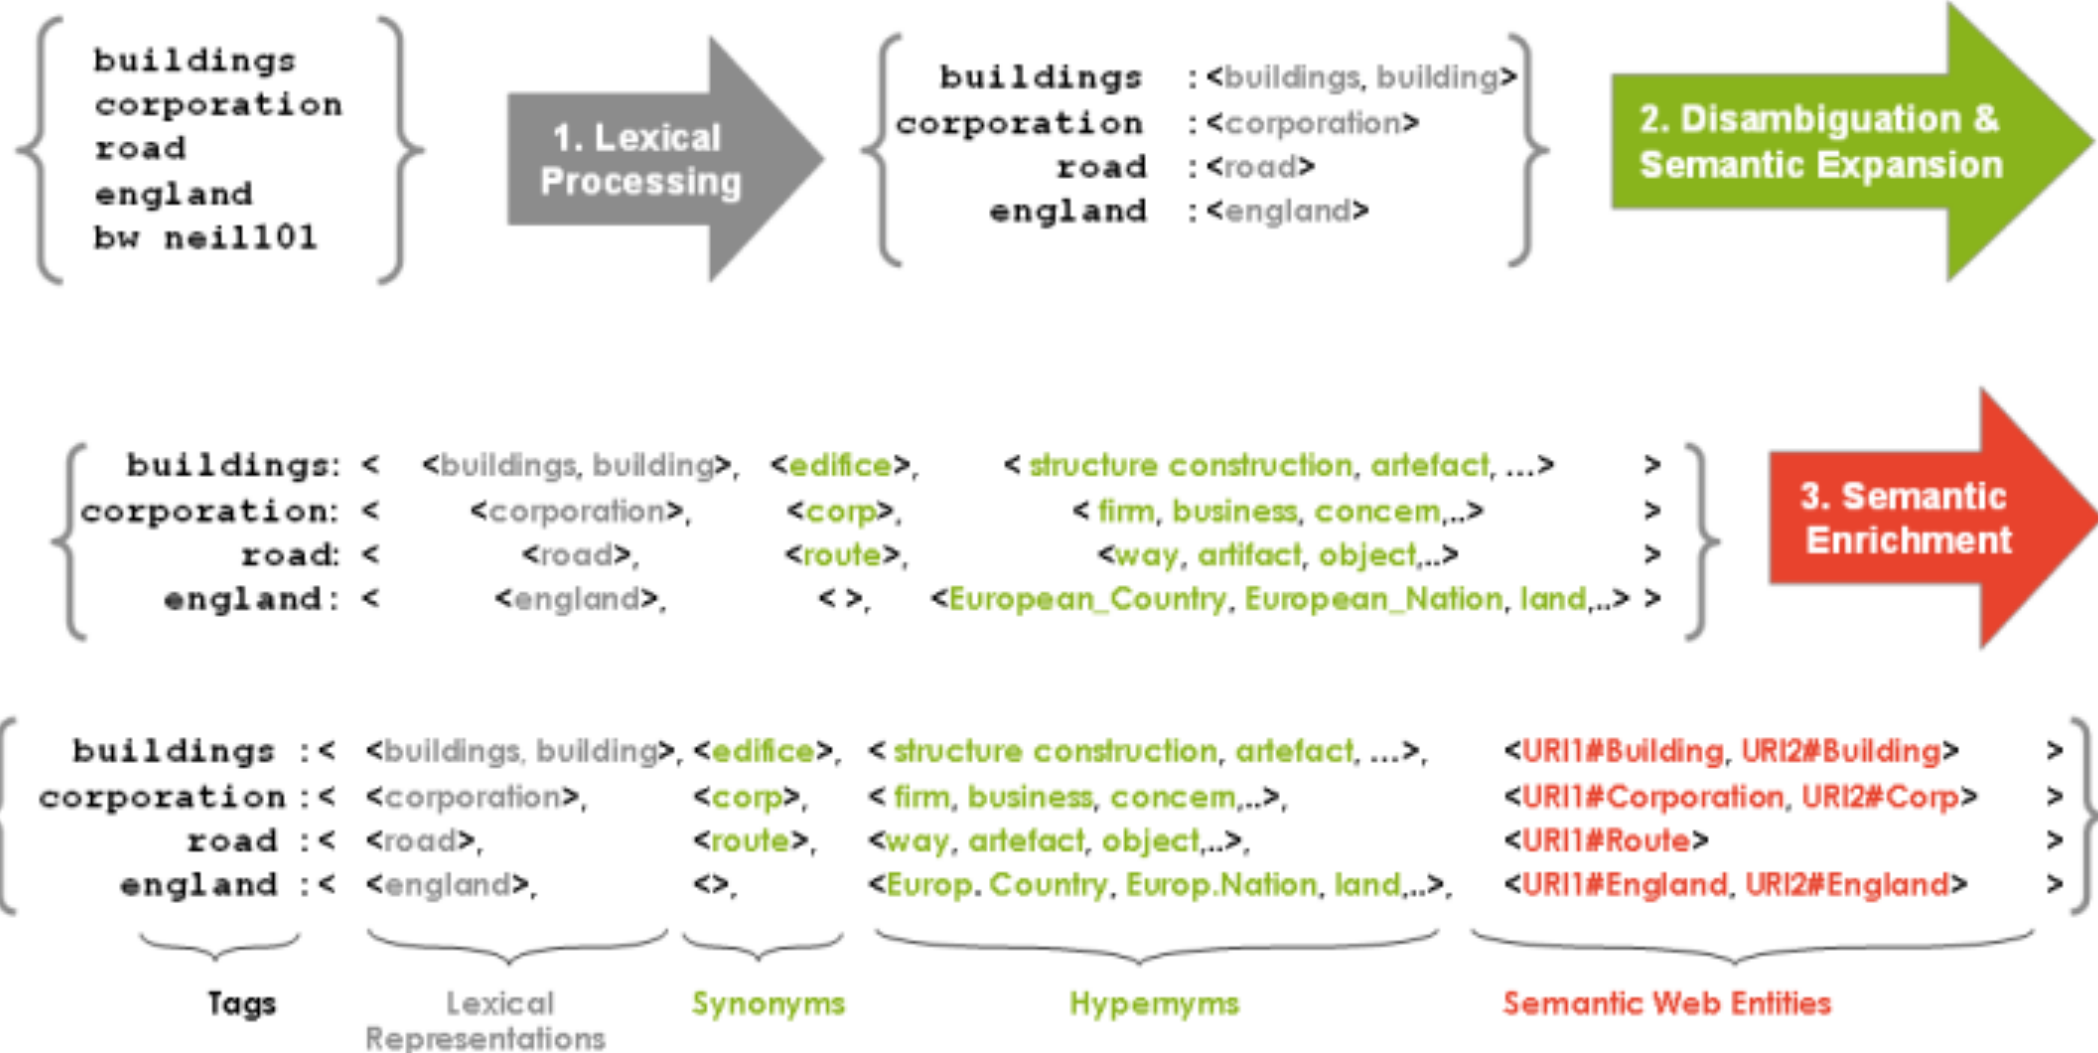 buildings
corporation
road
england
bw neil101
1. Lexical
Processing
buildings :<buildings, building>
corporation :<corporation>
road :<road>
england :<england>
2. Disambiguation &
Semantic Expansion
buildings: < <buildings, building>, <edifice>, < structure construction, artefact, ...> >
corporation: < <corporation>, <corp>, < firm, business, concern,..> >
road: < <road>, <route>, <way, artifact, object,..> >
england: < <england>, < >, <European_Country, European_Nation, land,..> >
3. Semantic
Enrichment
buildings :< <buildings, building>, <edifice>, < structure construction, artefact, ...>, <URI1#Building, URI2#Building> >
corporation :< <corporation>, <corp>, < firm, business, concern,..>, <URI1#Corporation, URI2#Corp> >
road :< <road>, <route>, <way, artefact, object,..>, <URI1#Route> >
england :< <england>, <>, <Europ. Country, Europ.Nation, land,..>, <URI1#England, URI2#England> >
Tags
Lexical
Representations
Synonyms
Hypernyms
Semantic Web Entities